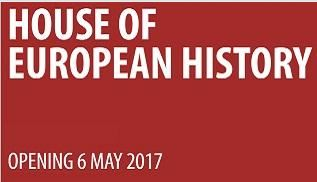 HOUSE OF
EUROPEAN HISTORY
OPENING 6 MAY 2017